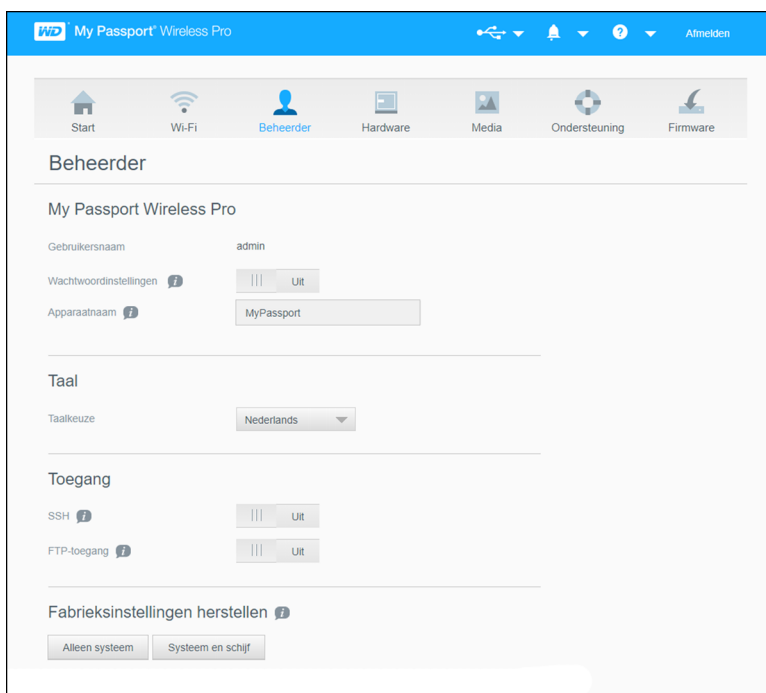 WD My Passport® Wireless Pro
? Afmelden
Start Wi-Fi Beheerder Hardware Media Ondersteuning Firmware
Beheerder
My Passport Wireless Pro
Gebruikersnaam admin
Wachtwoordinstellingen i Uit
Apparaatnaam i MyPassport
Taal
Taalkeuze Nederlands
Toegang
SSH i Uit
FTP-toegang i Uit
Fabrieksinstellingen herstellen i
Alleen systeem Systeem en schijf